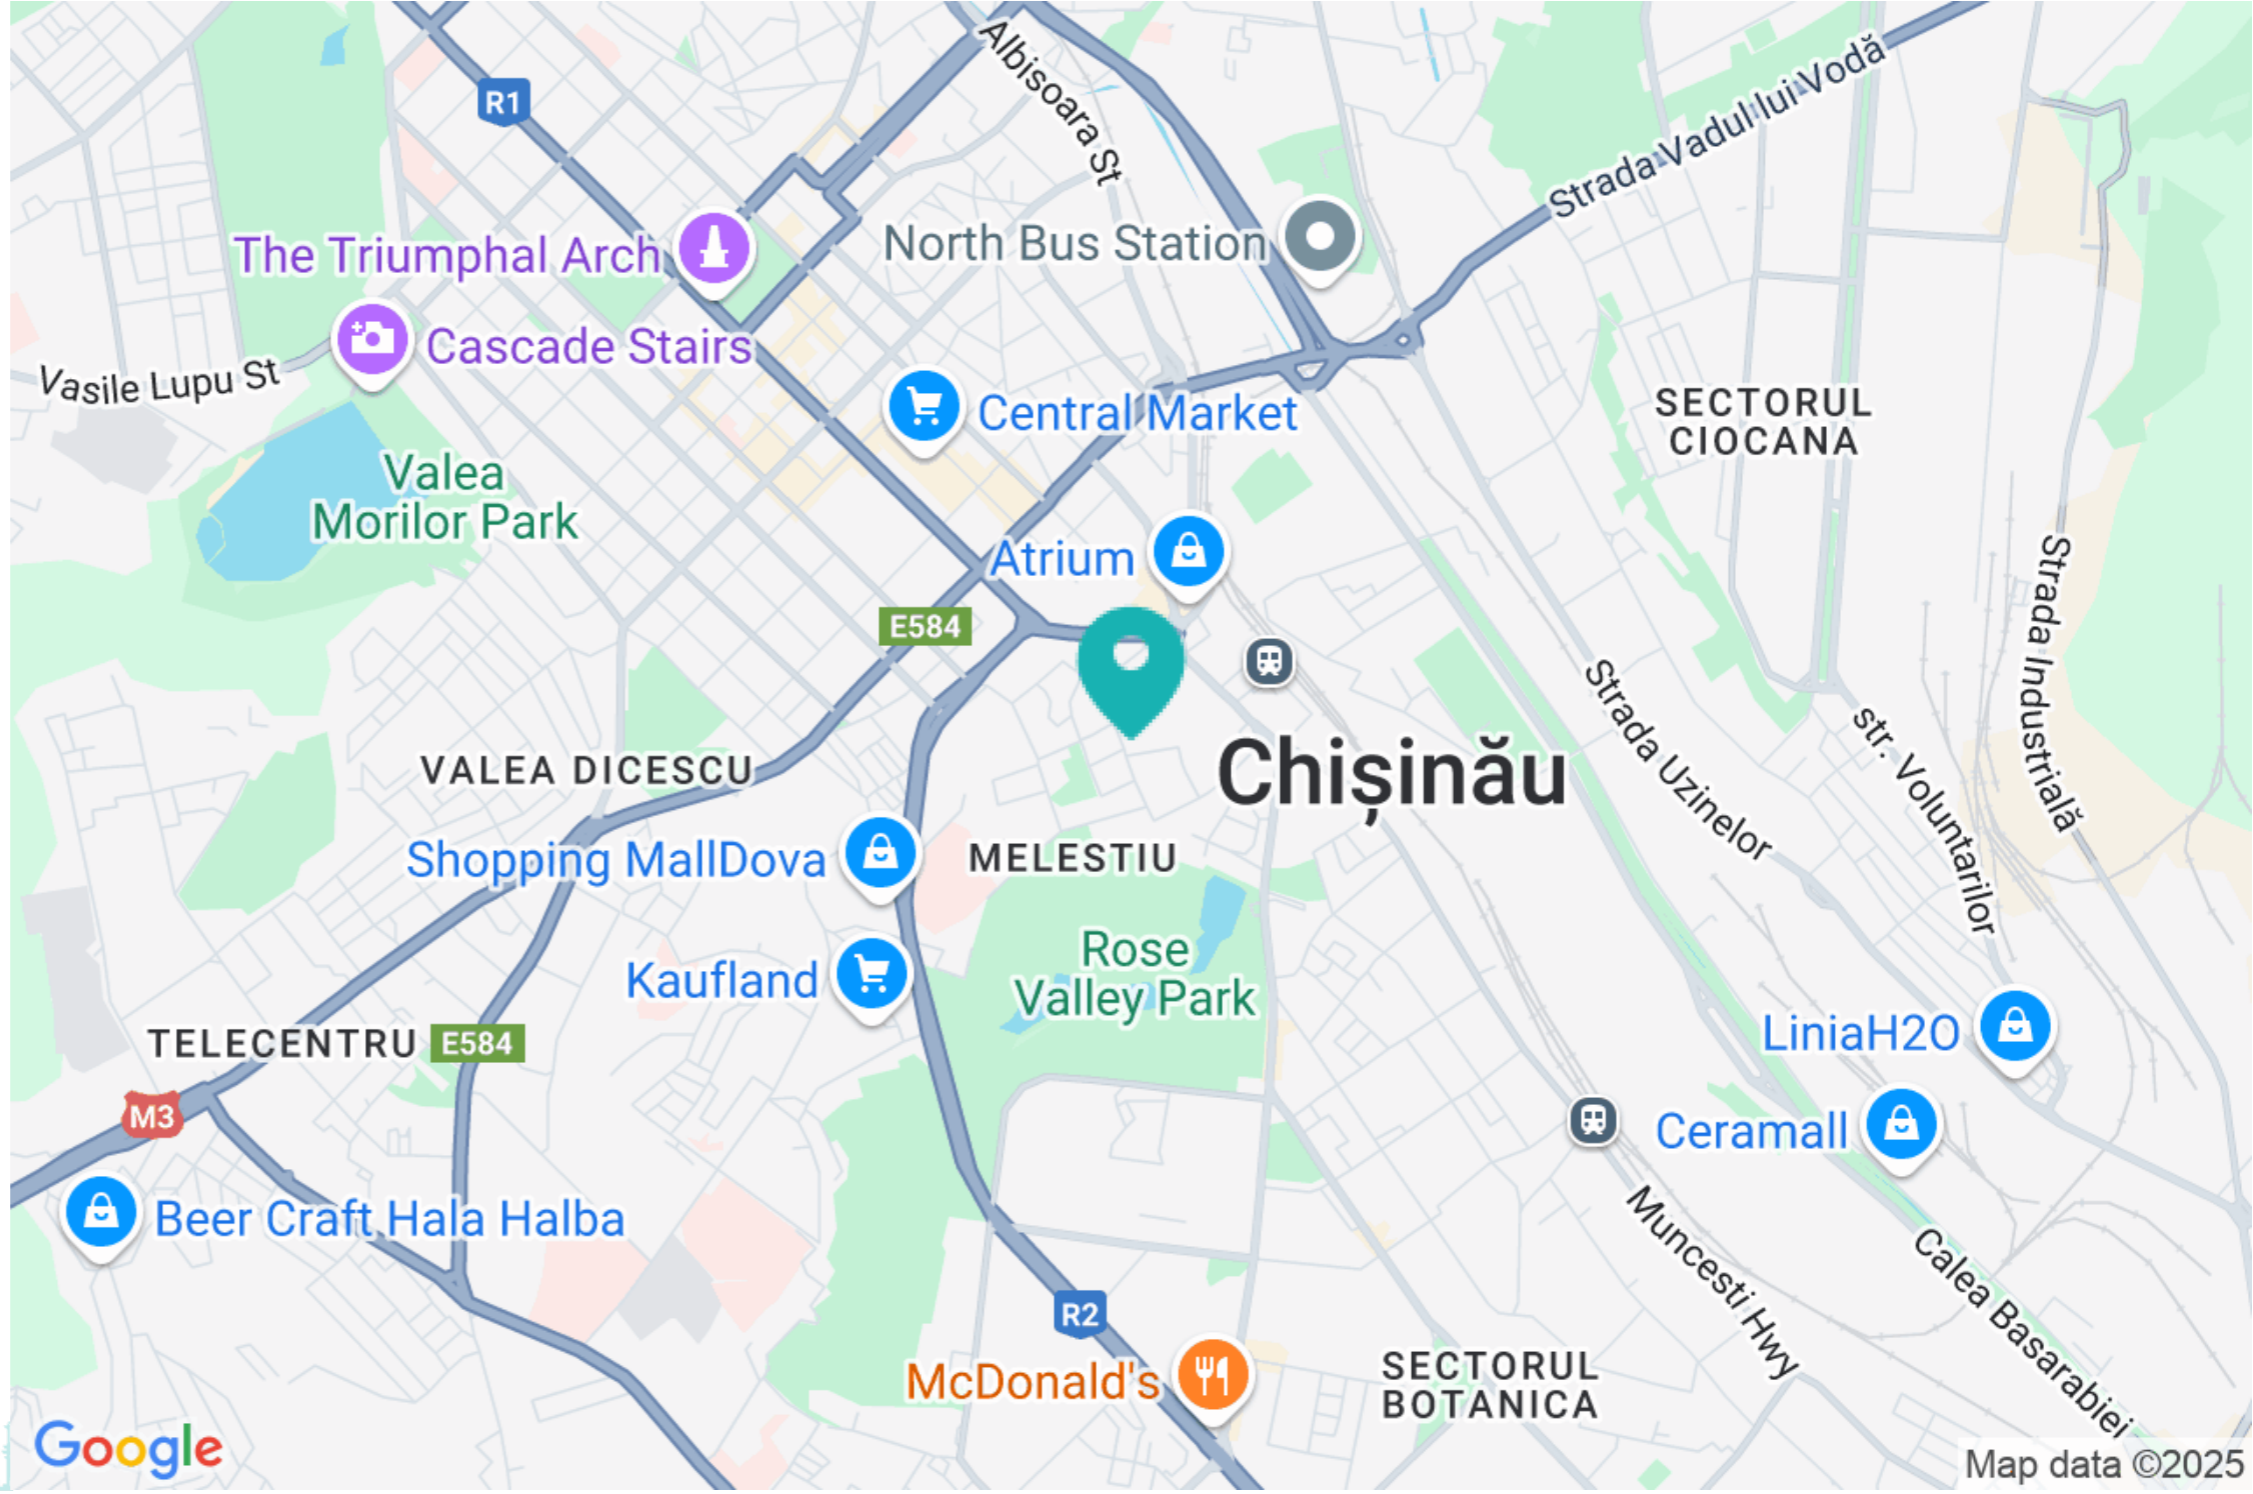 Albisoara St
R1
Strada Vadul lui Vodă
The Triumphal Arch
North Bus Station
Cascade Stairs
Vasile Lupu St
Central Market
SECTORUL
CIOCANA
Valea
Morilor Park
Atrium
E584
Strada Industrială
Strada Uzinelor
str. Voluntarilor
VALEA DICESCU
Chișinău
Shopping MallDova
MELESTIU
Rose
Valley Park
Kaufland
TELECENTRU
E584
LiniaH2O
M3
Ceramall
Beer Craft Hala Halba
Muncesti Hwy
Calea Basarabiei
R2
McDonald's
SECTORUL
BOTANICA
Google
Map data ©2025